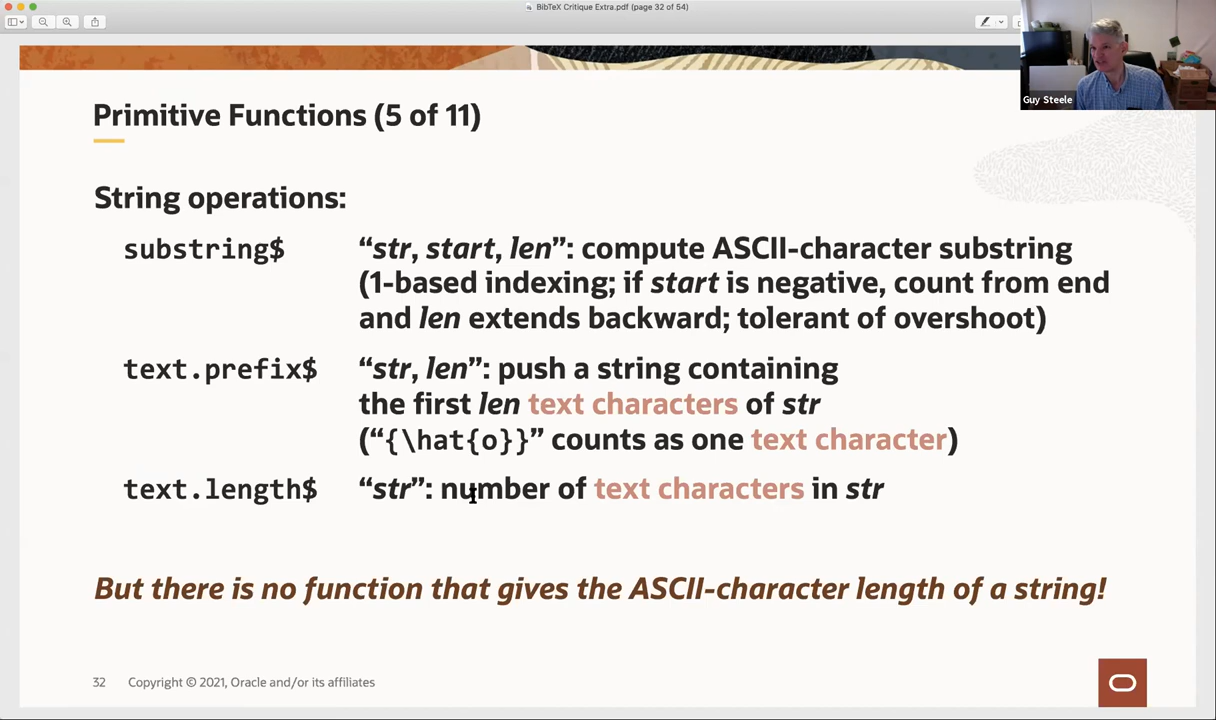 BibTeX Critique Extra.pdf (page 32 of 54)
Guy Steele
Primitive Functions (5 of 11)
String operations:
substring$ “str, start, len”: compute ASCII-character substring
(1-based indexing; if start is negative, count from end
and len extends backward; tolerant of overshoot)
text.prefix$ “str, len”: push a string containing
the first len text characters of str
(“{\hat{o}}” counts as one text character)
text.length$ “str”: number of text characters in str
But there is no function that gives the ASCII-character length of a string!
32 Copyright © 2021, Oracle and/or its affiliates